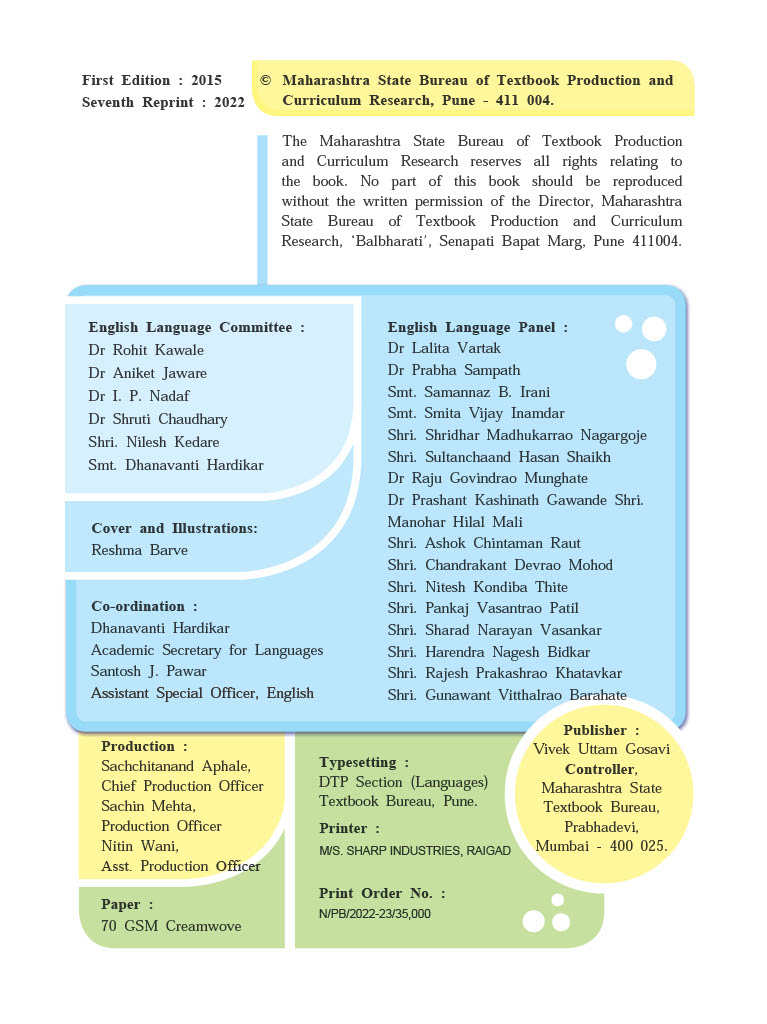 First Edition : 2015
Seventh Reprint : 2022
© Maharashtra State Bureau of Textbook Production and
Curriculum Research, Pune - 411 004.
The Maharashtra State Bureau of Textbook Production
and Curriculum Research reserves all rights relating to
the book. No part of this book should be reproduced
without the written permission of the Director, Maharashtra
State Bureau of Textbook Production and Curriculum
Research, ‘Balbharati’, Senapati Bapat Marg, Pune 411004.
English Language Committee :
Dr Rohit Kawale
Dr Aniket Jaware
Dr I. P. Nadaf
Dr Shruti Chaudhary
Shri. Nilesh Kedare
Smt. Dhanavanti Hardikar
Cover and Illustrations:
Reshma Barve
Co-ordination :
Dhanavanti Hardikar
Academic Secretary for Languages
Santosh J. Pawar
Assistant Special Officer, English
English Language Panel :
Dr Lalita Vartak
Dr Prabha Sampath
Smt. Samannaz B. Irani
Smt. Smita Vijay Inamdar
Shri. Shridhar Madhukarrao Nagargoje
Shri. Sultanchaand Hasan Shaikh
Dr Raju Govindrao Munghate
Dr Prashant Kashinath Gawande Shri.
Manohar Hilal Mali
Shri. Ashok Chintaman Raut
Shri. Chandrakant Devrao Mohod
Shri. Nitesh Kondiba Thite
Shri. Pankaj Vasantrao Patil
Shri. Sharad Narayan Vasankar
Shri. Harendra Nagesh Bidkar
Shri. Rajesh Prakashrao Khatavkar
Shri. Gunawant Vitthalrao Barahate
Production :
Sachchitanand Aphale,
Chief Production Officer
Sachin Mehta,
Production Officer
Nitin Wani,
Asst. Production Officer
Paper :
70 GSM Creamwove
Typesetting :
DTP Section (Languages)
Textbook Bureau, Pune.
Printer :
M/S. SHARP INDUSTRIES, RAIGAD
Print Order No. :
N/PB/2022-23/35,000
Publisher :
Vivek Uttam Gosavi
Controller,
Maharashtra State
Textbook Bureau,
Prabhadevi,
Mumbai - 400 025.